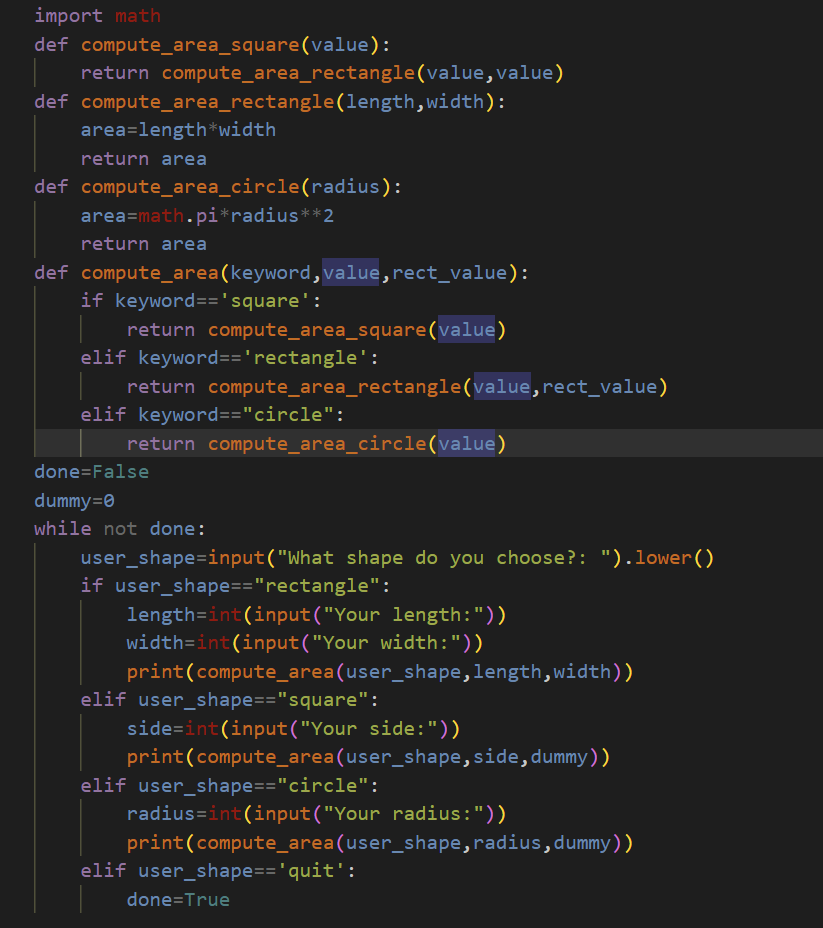 import math
def compute_area_square(value):
    return compute_area_rectangle(value,value)
def compute_area_rectangle(length,width):
    area=length*width
    return area
def compute_area_circle(radius):
    area=math.pi*radius**2
    return area
def compute_area(keyword,value,rect_value):
    if keyword=='square':
        return compute_area_square(value)
    elif keyword=='rectangle':
        return compute_area_rectangle(value,rect_value)
    elif keyword=="circle":
        return compute_area_circle(value)
done=False
dummy=0
while not done:
    user_shape=input("What shape do you choose?: ").lower()
    if user_shape=="rectangle":
        length=int(input("Your length:"))
        width=int(input("Your width:"))
        print(compute_area(user_shape,length,width))
    elif user_shape=="square":
        side=int(input("Your side:"))
        print(compute_area(user_shape,side,dummy))
    elif user_shape=="circle":
        radius=int(input("Your radius:"))
        print(compute_area(user_shape,radius,dummy))
    elif user_shape=='quit':
        done=True